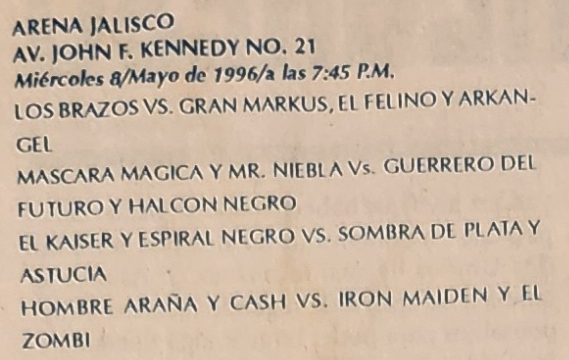 ARENA JALISCO
AV. JOHN F. KENNEDY NO. 21
Miércoles 8/Mayo de 1996/a las 7:45 P.M.
LOS BRAZOS VS. GRAN MARKUS, EL FELINO Y ARKAN-
GEL
MASCARA MAGICA Y MR. NIEBLA Vs. GUERRERO DEL
FUTURO Y HALCON NEGRO
EL KAISER Y ESPIRAL NEGRO VS. SOMBRA DE PLATA Y
ASTUCIA
HOMBRE ARAÑA Y CASH VS. IRON MAIDEN Y EL
ZOMBI